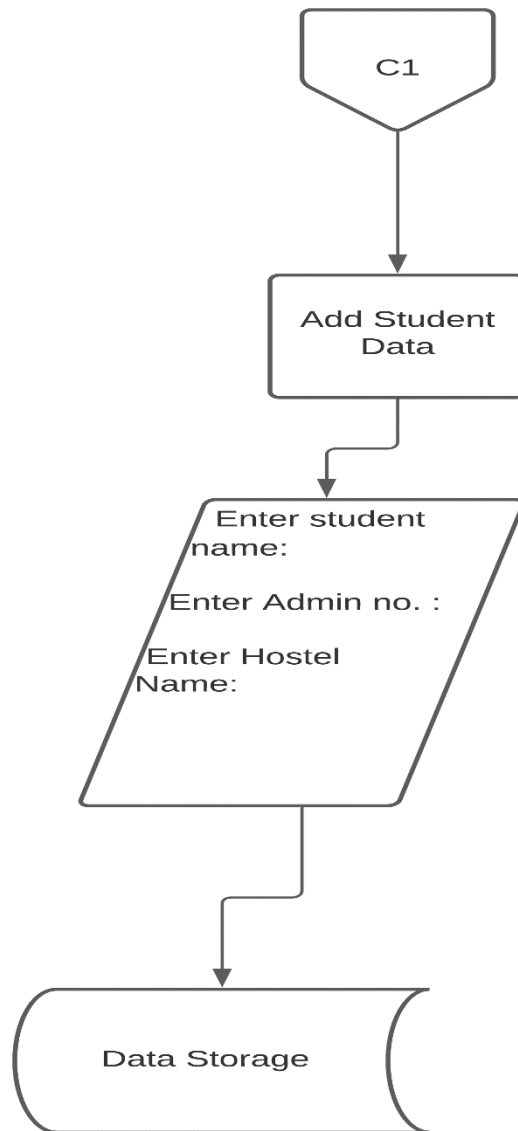 C1
Add Student
Data
Enter student
name:
Enter Admin no. :
Enter Hostel
Name:
Data Storage